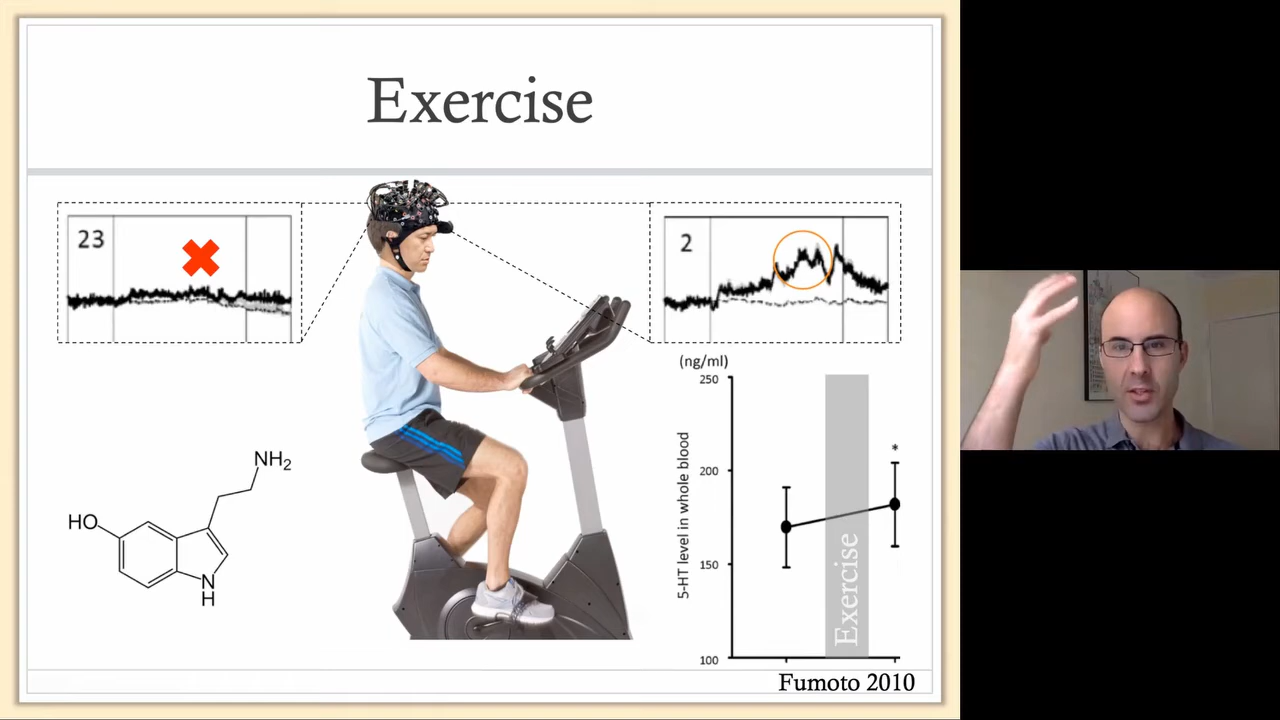 Exercise
23
2
(ng/ml)
250
200
150
100
5-HT level in whole blood
Exercise
*
NH2
HO
N
H
Fumoto 2010